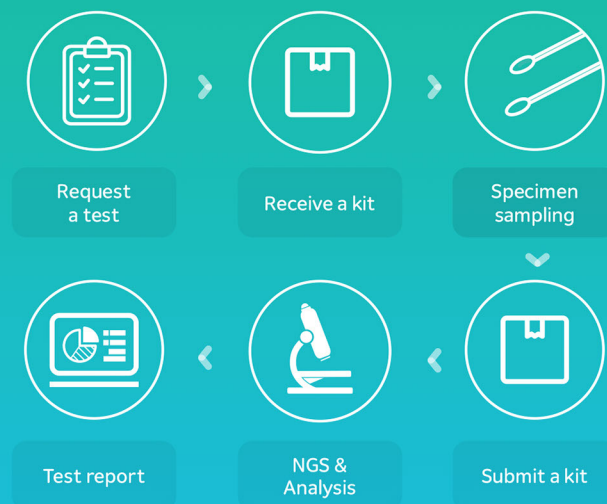 Request
a test
Receive a kit
Specimen
sampling
Test report
NGS &
Analysis
Submit a kit